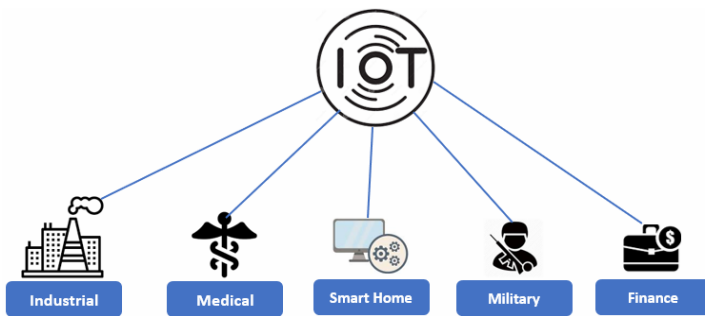 IOT
$
Industrial
Medical
Smart Home
Military
Finance